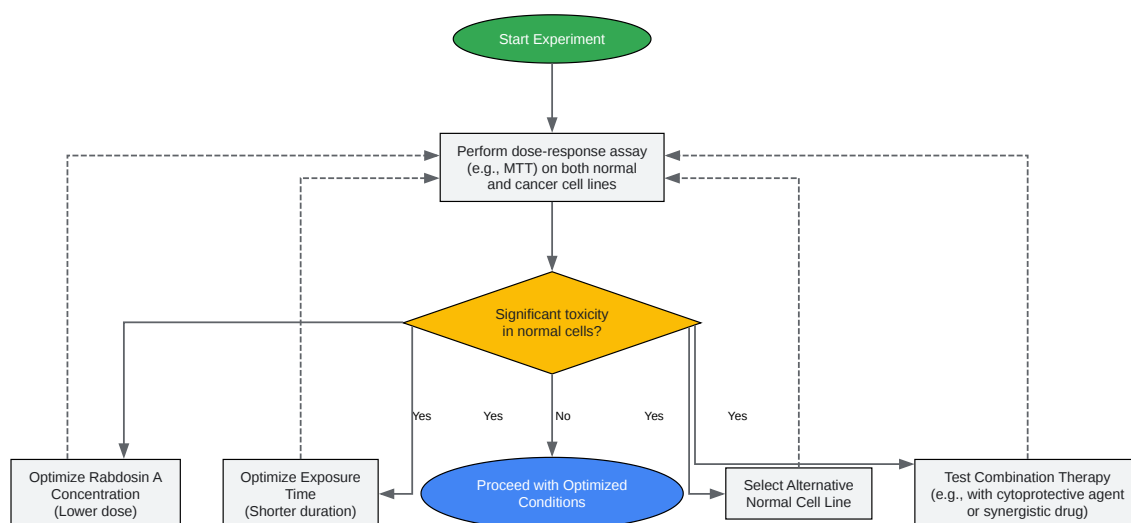 Start Experiment
Perform dose-response assay
(e.g., MTT) on both normal
and cancer cell lines
Significant toxicity
in normal cells?
Yes
Yes
No
Yes
Yes
Optimize Rabdosin A
Concentration
(Lower dose)
Optimize Exposure
Time
(Shorter duration)
Proceed with Optimized
Conditions
Select Alternative
Normal Cell Line
Test Combination Therapy
(e.g., with cytoprotective agent
or synergistic drug)